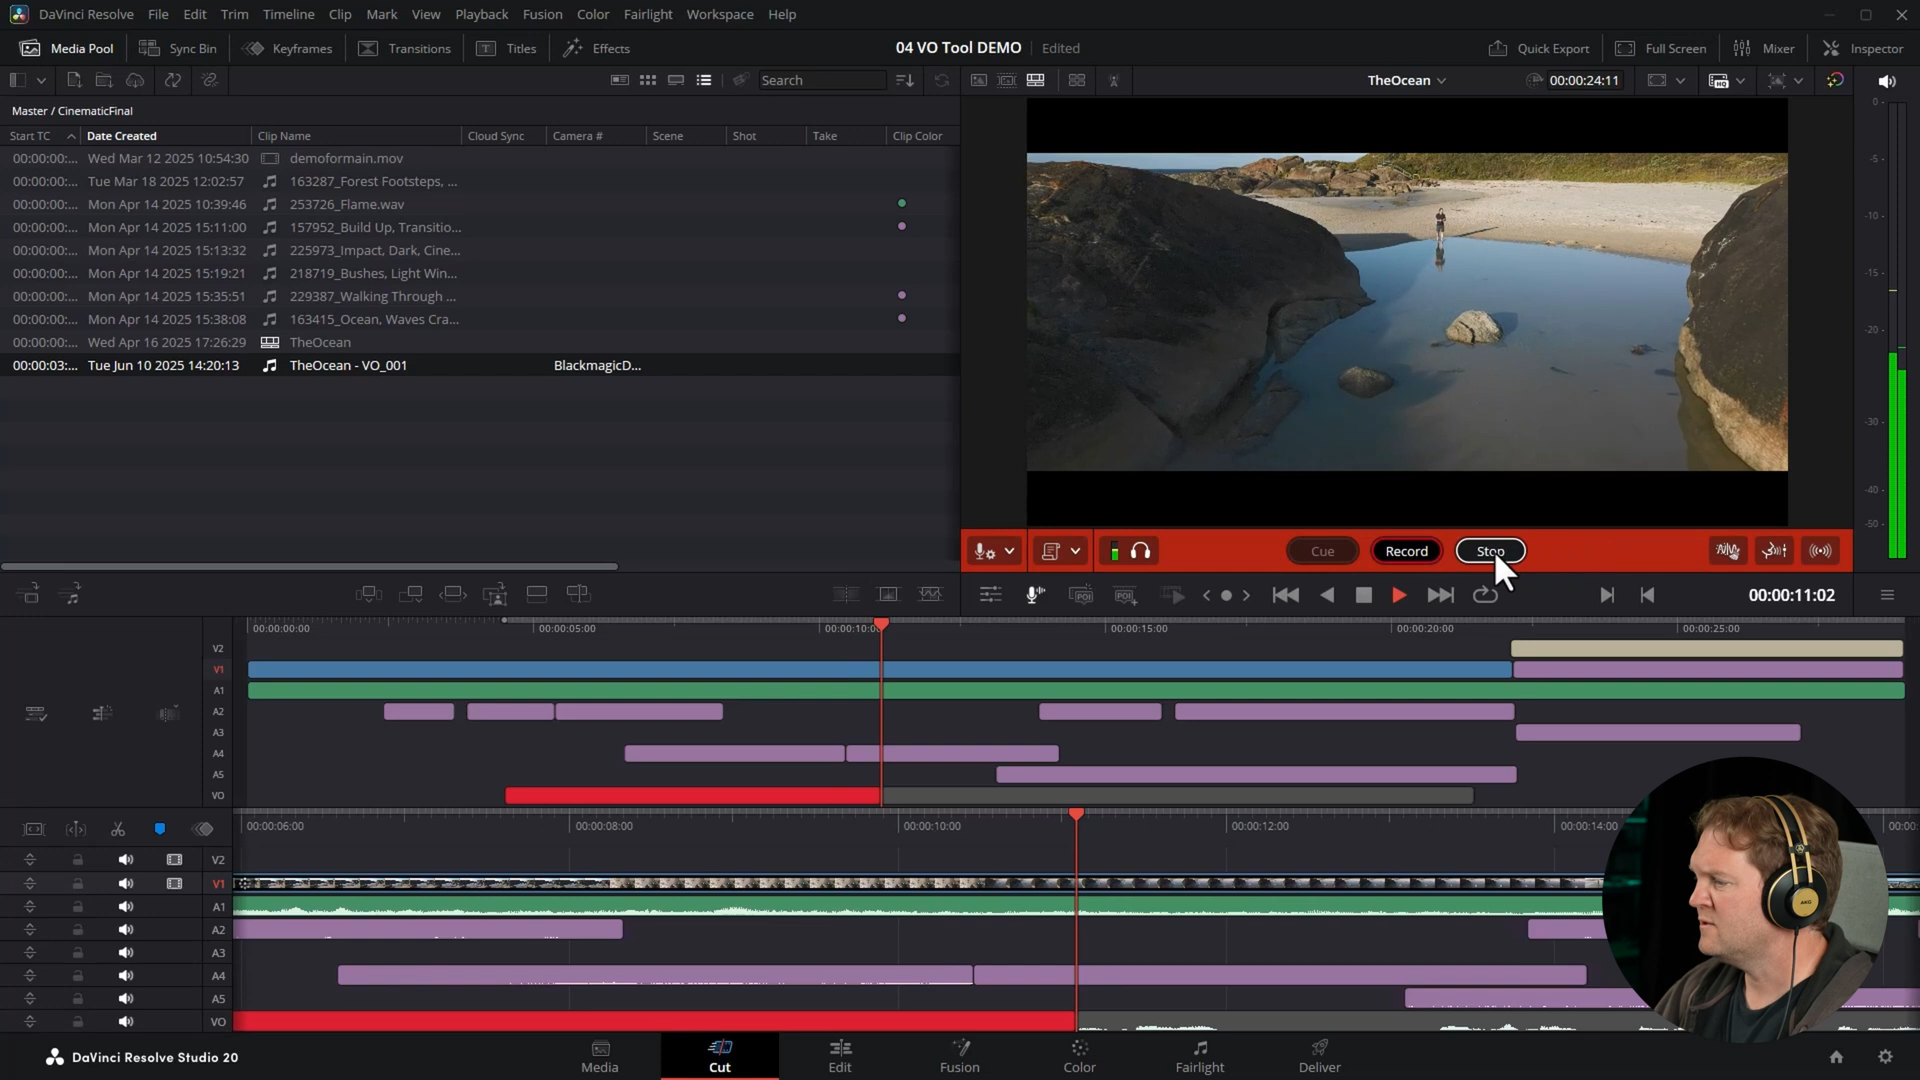 DaVinci Resolve File Edit Trim Timeline Clip Mark View Playback Fusion Color Fairlight Workspace Help
Media Pool Sync Bin Keyframes Transitions Titles Effects 04 VO Tool DEMO Edited Quick Export Full Screen Mixer Inspector
Search TheOcean 00:00:24:11
Master / CinematicFinal
Start TC Date Created Clip Name Cloud Sync Camera # Scene Shot Take Clip Color
00:00:00:... Wed Mar 12 2025 10:54:30 demoformain.mov
00:00:00:... Tue Mar 18 2025 12:02:57 163287_Forest Footsteps, ...
00:00:00:... Mon Apr 14 2025 10:39:46 253726_Flame.wav
00:00:00:... Mon Apr 14 2025 15:11:00 157952_Build Up, Transitio...
00:00:00:... Mon Apr 14 2025 15:13:32 225973_Impact, Dark, Cine...
00:00:00:... Mon Apr 14 2025 15:19:21 218719_Bushes, Light Win...
00:00:00:... Mon Apr 14 2025 15:35:51 229387_Walking Through ...
00:00:00:... Mon Apr 14 2025 15:38:08 163415_Ocean, Waves Cra...
00:00:00:... Wed Apr 16 2025 17:26:29 TheOcean
00:00:03:... Tue Jun 10 2025 14:20:13 TheOcean - VO_001 BlackmagicD...
0
-5
-10
-15
-20
-30
-40
-50
Cue Record Stop
POI POI 00:00:11:02
00:00:00:00 00:00:05:00 00:00:10:0 00:00:15:00 00:00:20:00 00:00:25:00
V2
V1
A1
A2
A3
A4
A5
VO
00:00:06:00 00:00:08:00 00:00:10:00 00:00:12:00 00:00:14:00 00:00:
V2
V1
A1
A2
A3
A4
A5
VO
AKG
DaVinci Resolve Studio 20 Media Cut Edit Fusion Color Fairlight Deliver